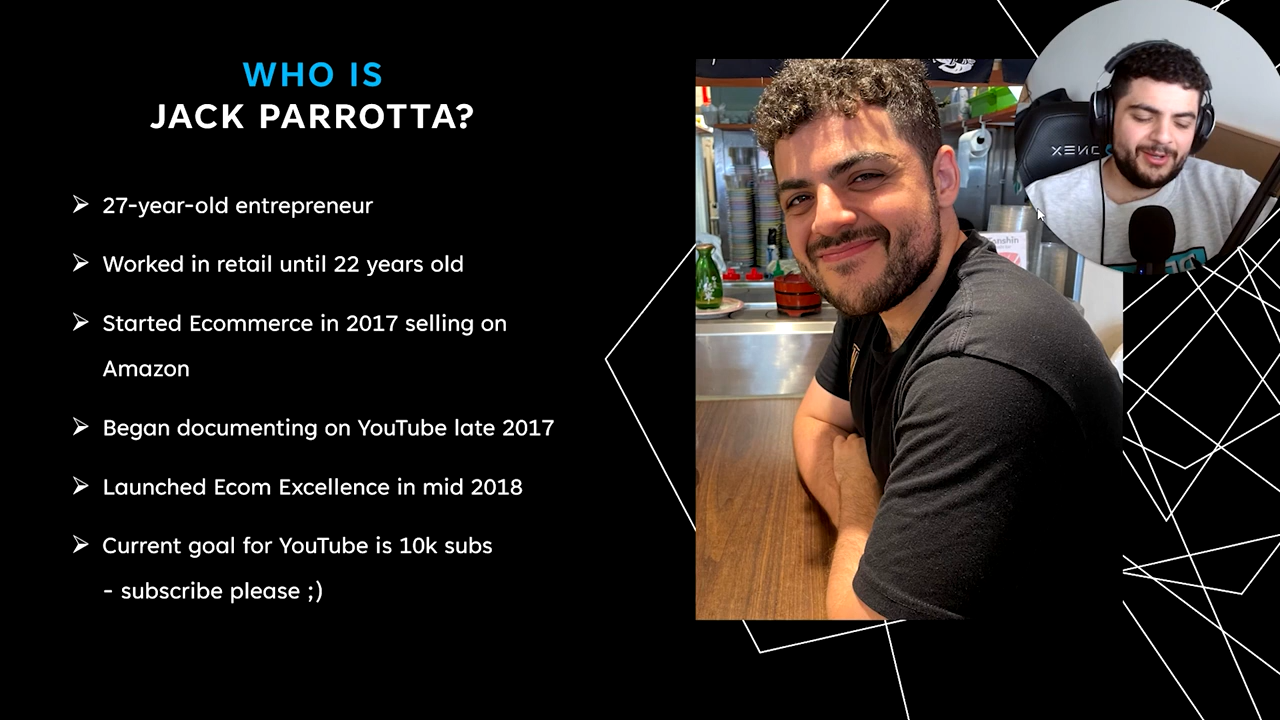 WHO IS
JACK PARROTTA?
27-year-old entrepreneur
Worked in retail until 22 years old
Started Ecommerce in 2017 selling on
Amazon
Began documenting on YouTube late 2017
Launched Ecom Excellence in mid 2018
Current goal for YouTube is 10k subs
- subscribe please ;)